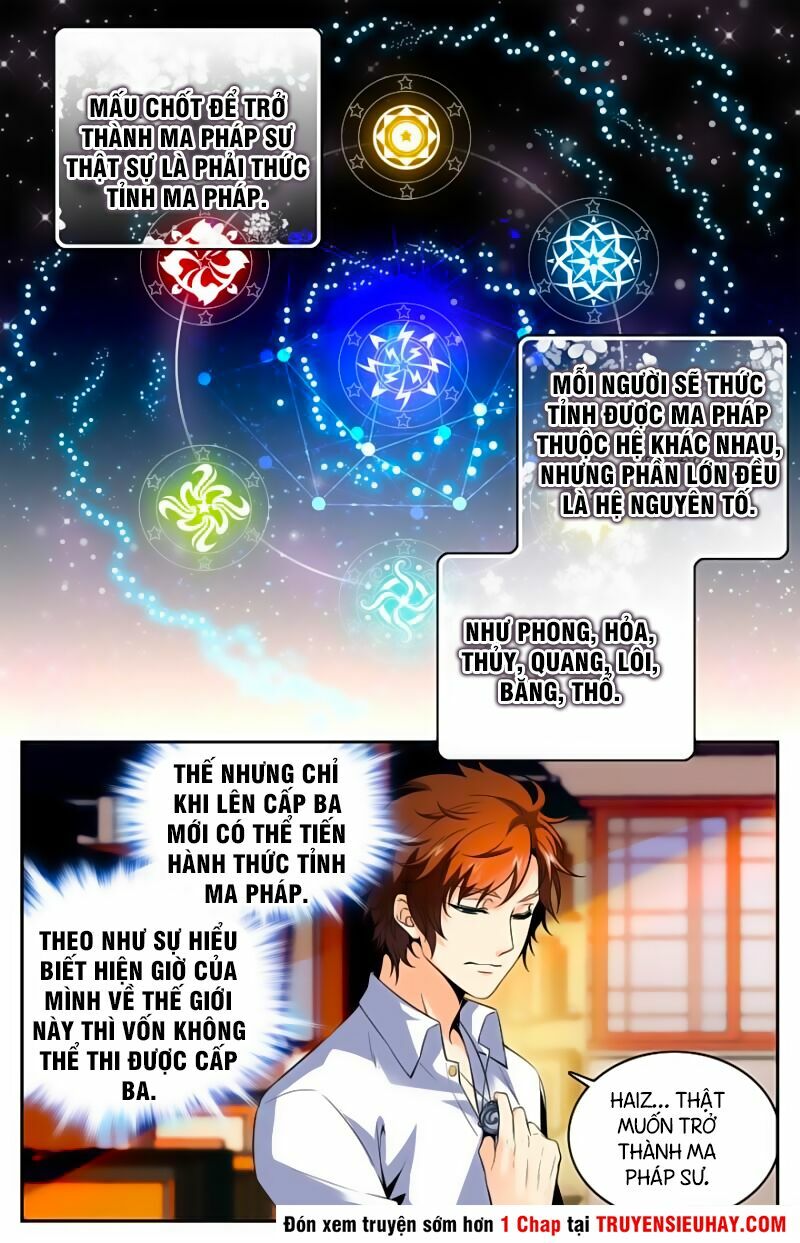 MẤU CHỐT ĐỂ TRỞ
THÀNH MA PHÁP SƯ
THẬT SỰ LÀ PHẢI THỨC
TỈNH MA PHÁP.
MỖI NGƯỜI SẼ THỨC
TỈNH ĐƯỢC MA PHÁP
THUỘC HỆ KHÁC NHAU,
NHƯNG PHẦN LỚN ĐỀU
LÀ HỆ NGUYÊN TỐ.
NHƯ PHONG, HỎA,
THỦY, QUANG, LÔI,
BĂNG, THỔ.
THẾ NHƯNG CHỈ
KHI LÊN CẤP BA
MỚI CÓ THỂ TIẾN
HÀNH THỨC TỈNH
MA PHÁP.
THEO NHƯ SỰ HIỂU
BIẾT HIỆN GIỜ CỦA
MÌNH VỀ THẾ GIỚI
NÀY THÌ VỐN KHÔNG
THỂ THI ĐƯỢC CẤP
BA.
HAIZ... THẬT
MUỐN TRỞ
THÀNH MA
PHÁP SƯ.
Đón xem truyện sớm hơn 1 Chap tại TRUYENSIEUHAY.COM